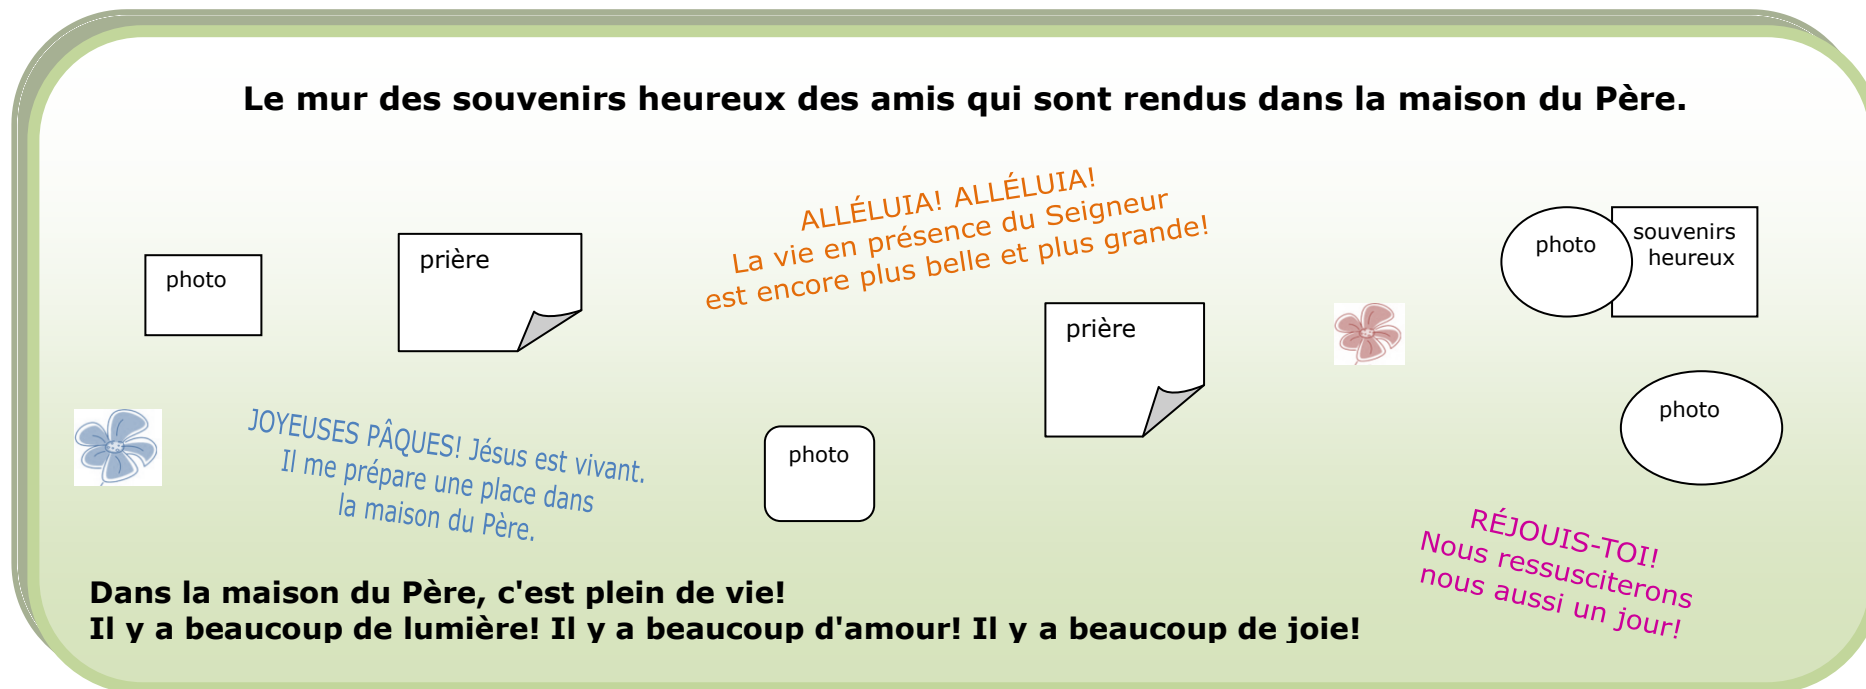 Le mur des souvenirs heureux des amis qui sont rendus dans la maison du Père.
ALLÉLUIA! ALLÉLUIA!
La vie en présence du Seigneur
est encore plus belle et plus grande!
photo
prière
prière
photo
souvenirs
heureux
photo
JOYEUSES PÂQUES! Jésus est vivant.
Il me prépare une place dans
la maison du Père.
photo
RÉJOUIS-TOI!
Nous ressusciterons
nous aussi un jour!
Dans la maison du Père, c'est plein de vie!
Il y a beaucoup de lumière! Il y a beaucoup d'amour! Il y a beaucoup de joie!